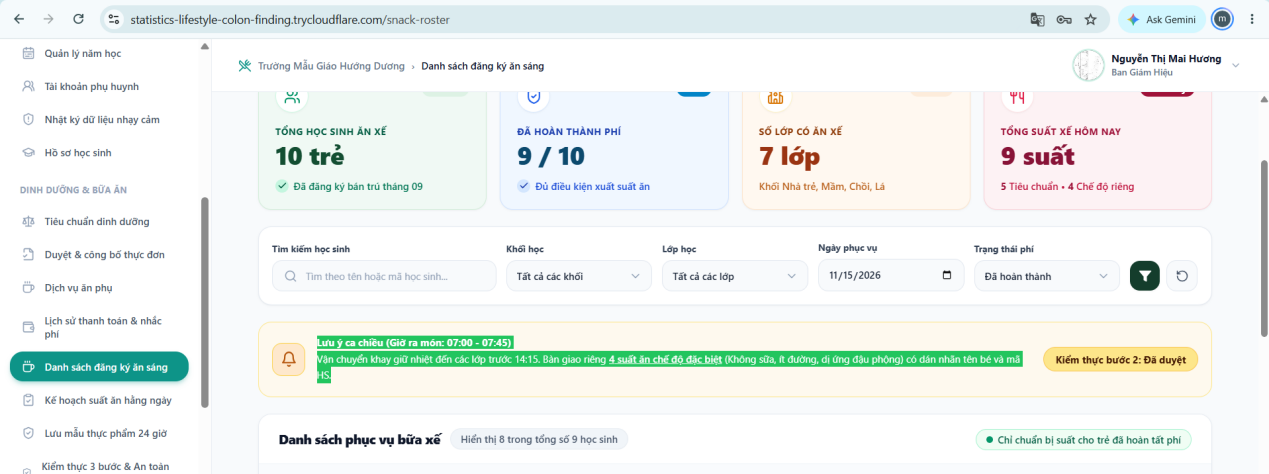 statistics-lifestyle-colon-finding.trycloudflare.com/snack-roster
Ask Gemini
m
Quản lý năm học
Tài khoản phụ huynh
Nhật ký dữ liệu nhạy cảm
Hồ sơ học sinh
DINH DƯỠNG & BỮA ĂN
Tiêu chuẩn dinh dưỡng
Duyệt & công bố thực đơn
Dịch vụ ăn phụ
Lịch sử thanh toán & nhắc
phí
Danh sách đăng ký ăn sáng
Kế hoạch suất ăn hằng ngày
Lưu mẫu thực phẩm 24 giờ
Kiểm thực 3 bước & An toàn
Trường Mẫu Giáo Hướng Dương › Danh sách đăng ký ăn sáng
Nguyễn Thị Mai Hương
Ban Giám Hiệu
TỔNG HỌC SINH ĂN XẾ
10 trẻ
Đã đăng ký bán trú tháng 09
ĐÃ HOÀN THÀNH PHÍ
9 / 10
Đủ điều kiện xuất suất ăn
SỐ LỚP CÓ ĂN XẾ
7 lớp
Khối Nhà trẻ, Mầm, Chồi, Lá
TỔNG SUẤT XẾ HÔM NAY
9 suất
5 Tiêu chuẩn • 4 Chế độ riêng
Tìm kiếm học sinh
Tìm theo tên hoặc mã học sinh...
Khối học
Tất cả các khối
Lớp học
Tất cả các lớp
Ngày phục vụ
11/15/2026
Trạng thái phí
Đã hoàn thành
Lưu ý ca chiều (Giờ ra món: 07:00 - 07:45)
Vận chuyển khay giữ nhiệt đến các lớp trước 14:15. Bàn giao riêng 4 suất ăn chế độ đặc biệt (Không sữa, ít đường, dị ứng đậu phộng) có dán nhãn tên bé và mã
HS.
Kiểm thực bước 2: Đã duyệt
Danh sách phục vụ bữa xế
Hiển thị 8 trong tổng số 9 học sinh
Chỉ chuẩn bị suất cho trẻ đã hoàn tất phí